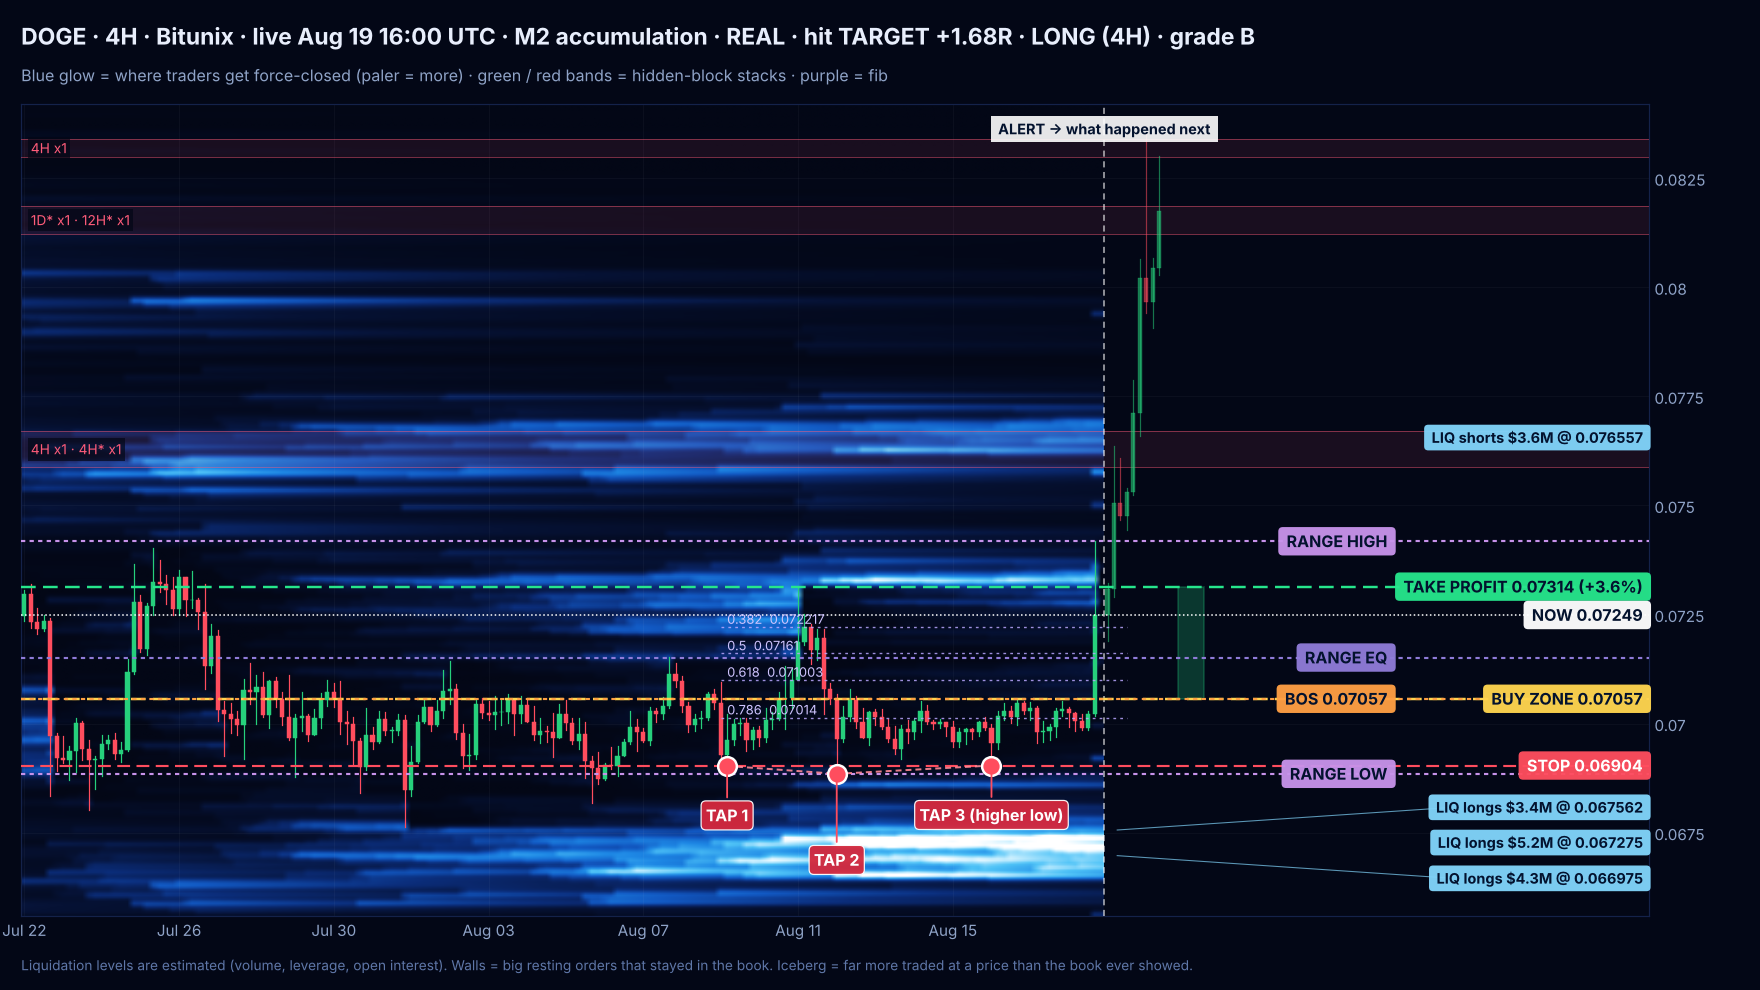 DOGE · 4H · Bitunix · live Aug 19 16:00 UTC · M2 accumulation · REAL · hit TARGET +1.68R · LONG (4H) · grade B
Blue glow = where traders get force-closed (paler = more) · green / red bands = hidden-block stacks · purple = fib
ALERT → what happened next
4H x1
0.0825
1D* x1 · 12H* x1
0.08
0.0775
4H x1 · 4H* x1
LIQ shorts $3.6M @ 0.076557
0.075
RANGE HIGH
TAKE PROFIT 0.07314 (+3.6%)
NOW 0.07249
0.0725
0.382 0.072217
0.5 0.07161
RANGE EQ
0.618 0.071003
BOS 0.07057
BUY ZONE 0.07057
0.786 0.07014
0.07
STOP 0.06904
RANGE LOW
LIQ longs $3.4M @ 0.067562
TAP 1
TAP 3 (higher low)
0.0675
LIQ longs $5.2M @ 0.067275
TAP 2
LIQ longs $4.3M @ 0.066975
Jul 22
Jul 26
Jul 30
Aug 03
Aug 07
Aug 11
Aug 15
Liquidation levels are estimated (volume, leverage, open interest). Walls = big resting orders that stayed in the book. Iceberg = far more traded at a price than the book ever showed.